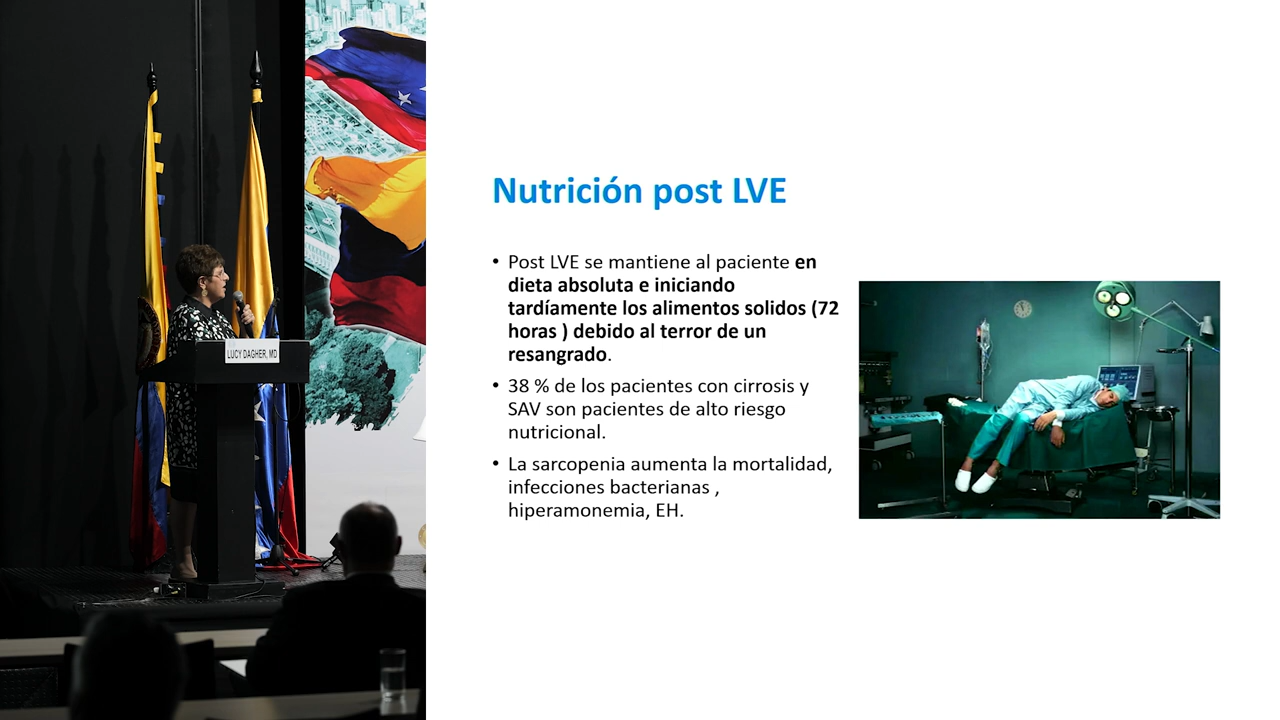 LUCY DAGHER, MD
Nutrición post LVE
• Post LVE se mantiene al paciente en
dieta absoluta e iniciando
tardíamente los alimentos solidos (72
horas ) debido al terror de un
resangrado.
• 38 % de los pacientes con cirrosis y
SAV son pacientes de alto riesgo
nutricional.
• La sarcopenia aumenta la mortalidad,
infecciones bacterianas ,
hiperamonemia, EH.